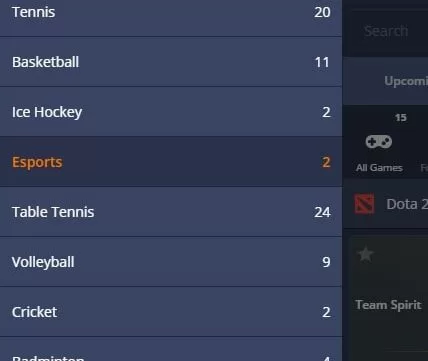 Tennis 20
Basketball 11
Ice Hockey 2
Esports 2
Table Tennis 24
Volleyball 9
Cricket 2
Badminton
Search
Upcomi
15
All Games
Dota 2
Team Spirit